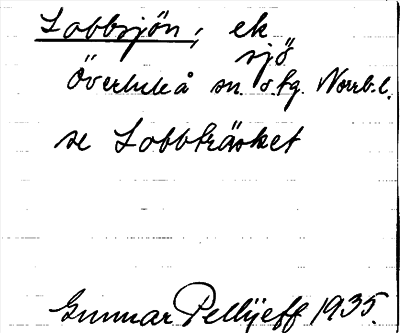 Lobbsjön, ek
sjö
Överluleå sn. s.tg. Norrb.l.
se Lobbträsket
Gunnar Pellijeff 1935.